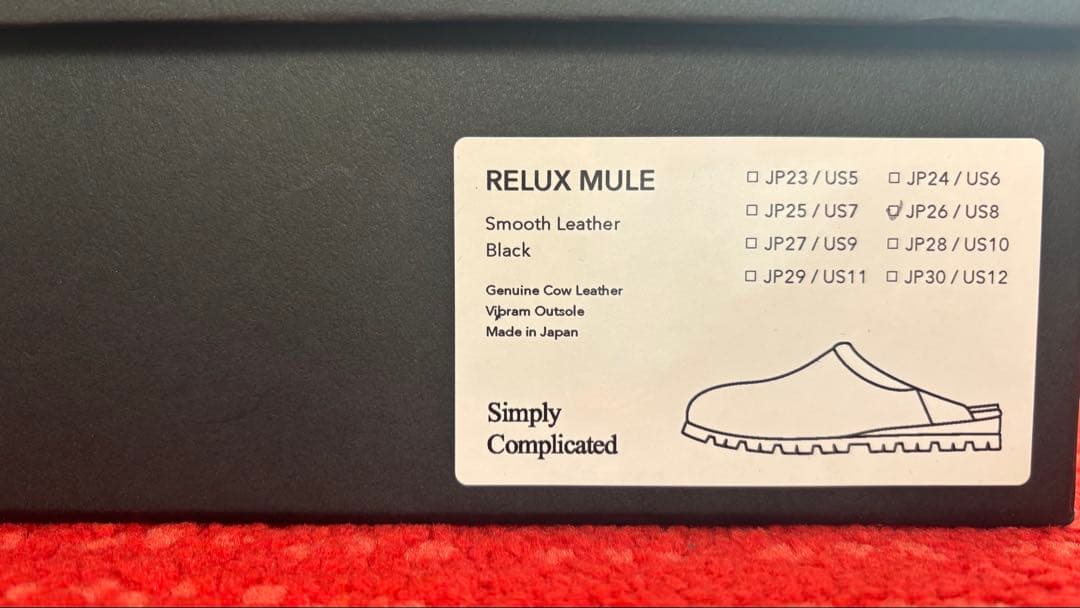 RELUX MULE
Smooth Leather
Black
Genuine Cow Leather
Vibram Outsole
Made in Japan
Simply
Complicated
☐ JP23 / US5 ☐ JP24 / US6
☐ JP25 / US7 ☑ JP26 / US8
☐ JP27 / US9 ☐ JP28 / US10
☐ JP29 / US11 ☐ JP30 / US12